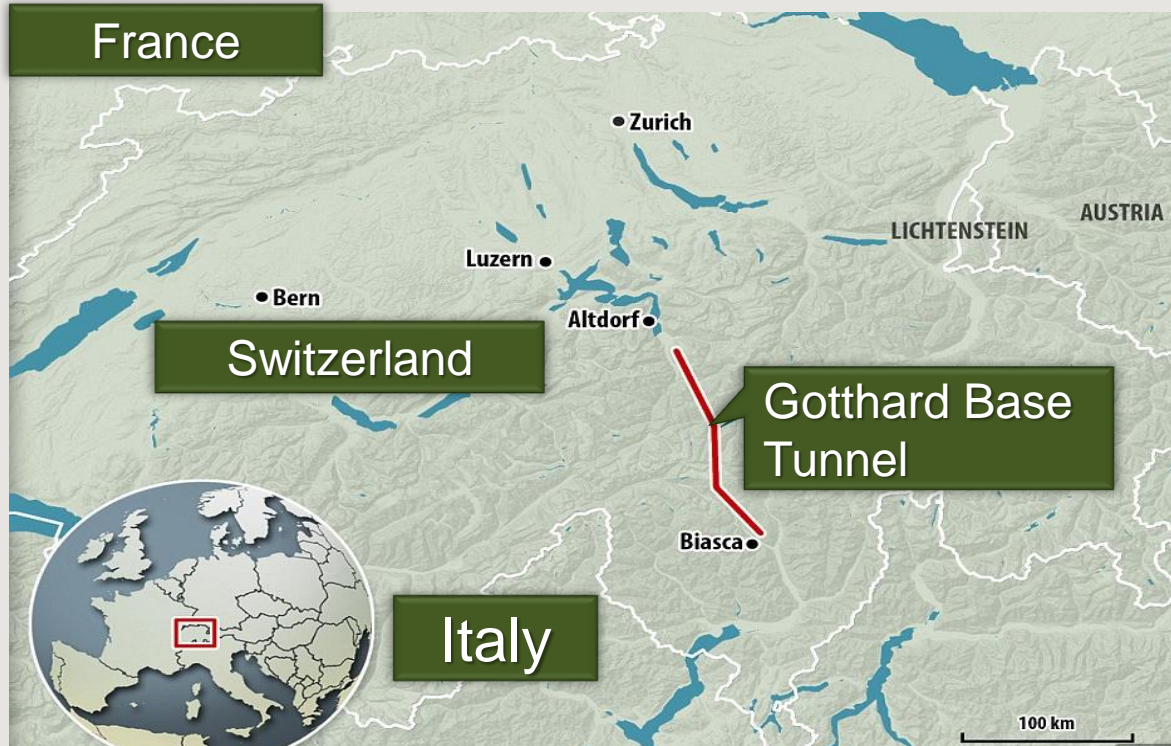 France
Zurich
LICHTENSTEIN
AUSTRIA
Luzern
Bern
Altdorf
Switzerland
Gotthard Base
Tunnel
Biasca
Italy
100 km